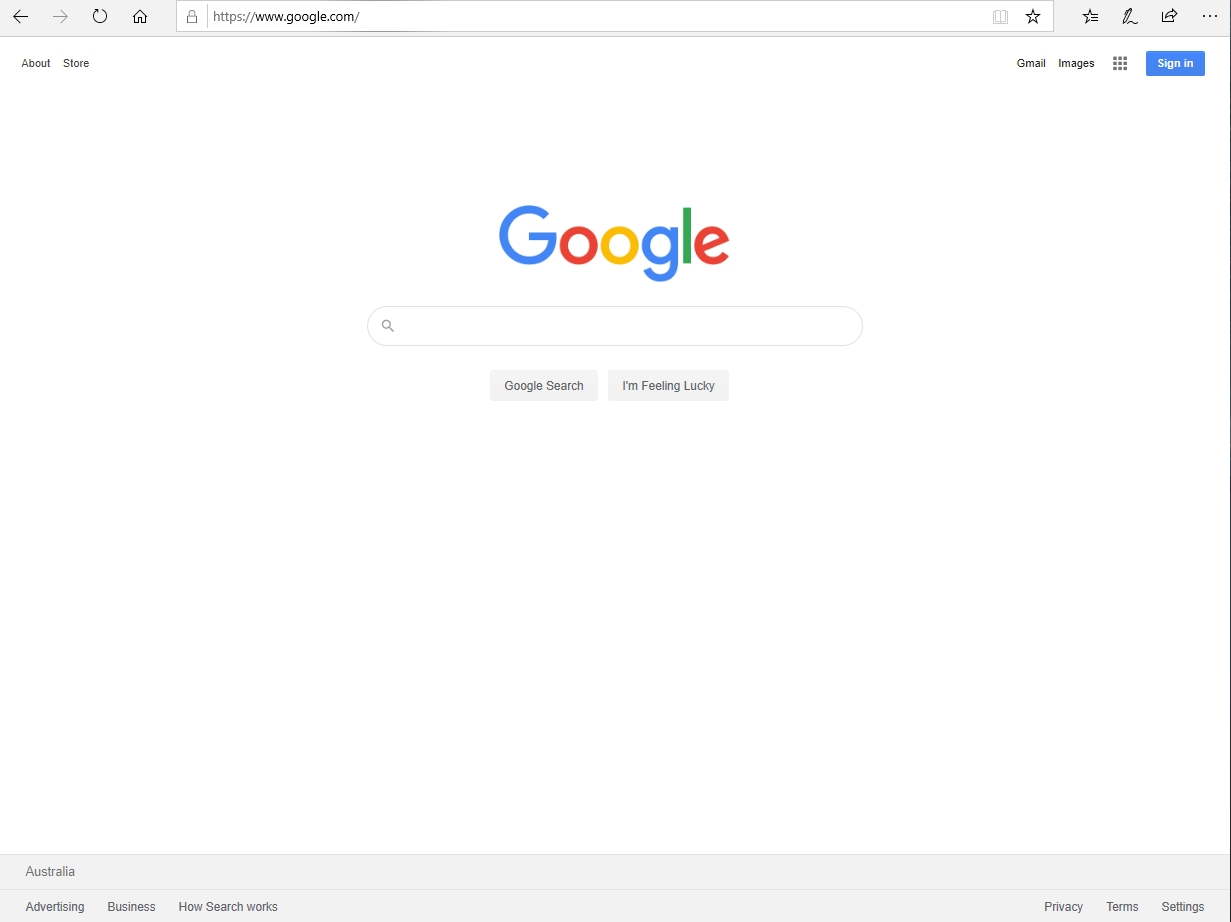 https://www.google.com/
About Store Gmail Images Sign in
Google
Google Search I'm Feeling Lucky
Australia
Advertising Business How Search works Privacy Terms Settings